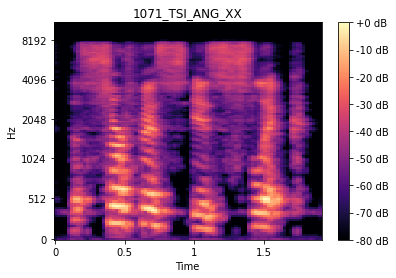 1071_TSI_ANG_XX
+0 dB
8192
-10 dB
4096
-20 dB
-30 dB
2048
-40 dB
Hz
1024
-50 dB
512
-60 dB
-70 dB
0
-80 dB
0
0.5
1
1.5
Time